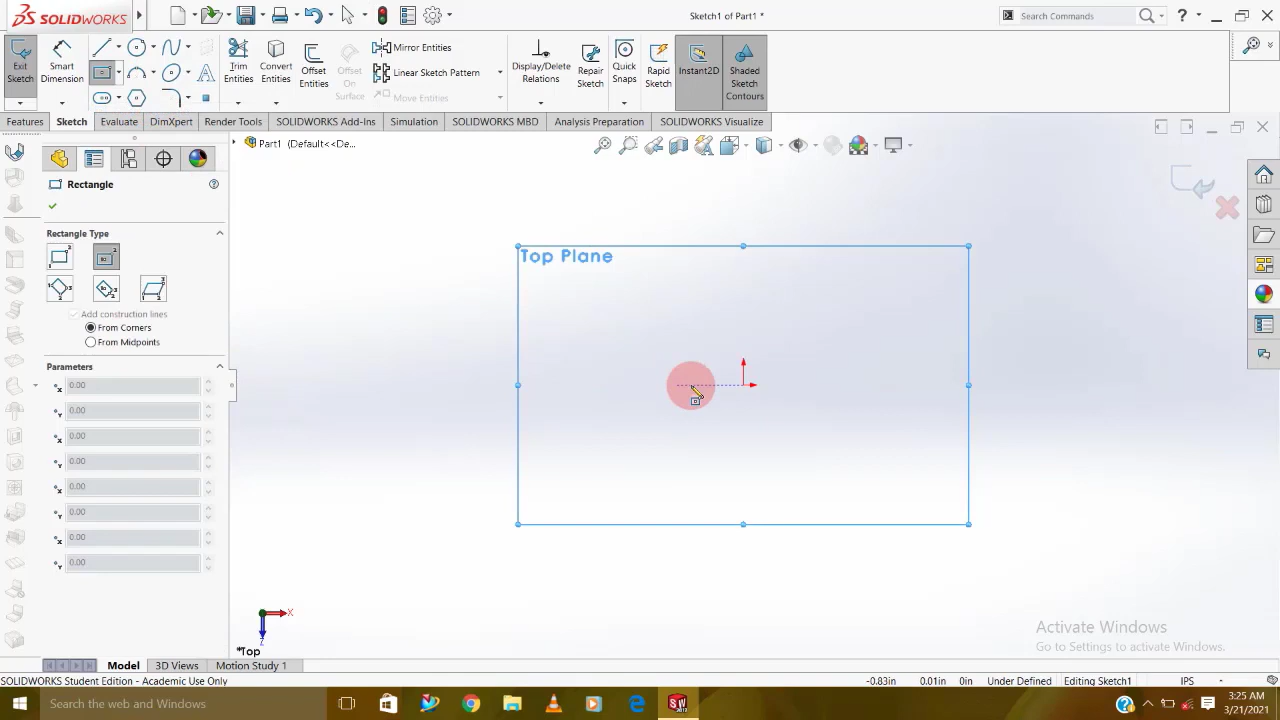 SOLIDWORKS
Sketch1 of Part1 *
Search Commands
Exit Sketch
Smart Dimension
Trim Entities
Convert Entities
Offset Entities
Offset On Surface
Mirror Entities
Linear Sketch Pattern
Move Entities
Display/Delete Relations
Repair Sketch
Quick Snaps
Rapid Sketch
Instant2D
Shaded Sketch Contours
Features
Sketch
Evaluate
DimXpert
Render Tools
SOLIDWORKS Add-Ins
Simulation
SOLIDWORKS MBD
Analysis Preparation
SOLIDWORKS Visualize
Part1 (Default<<De...
Rectangle
Rectangle Type
Add construction lines
From Corners
From Midpoints
Parameters
0.00
0.00
0.00
0.00
0.00
0.00
0.00
0.00
Top Plane
X
Z
*Top
Activate Windows
Go to Settings to activate Windows.
Model
3D Views
Motion Study 1
SOLIDWORKS Student Edition - Academic Use Only
-0.83in
0.01in
0in
Under Defined
Editing Sketch1
IPS
-
Search the web and Windows
3:25 AM
3/21/2021